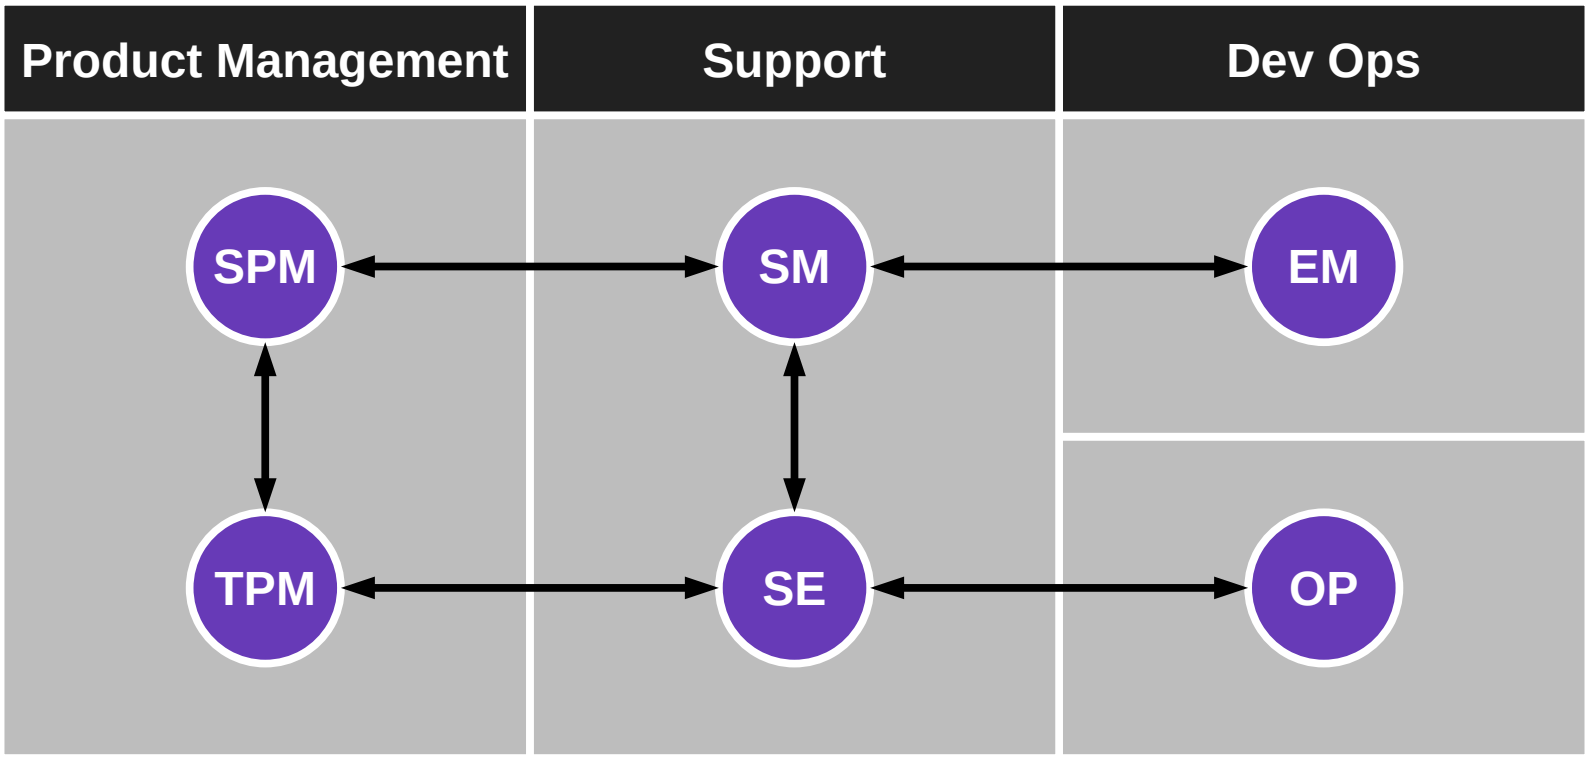 Product Management
Support
Dev Ops
SPM
SM
EM
TPM
SE
OP